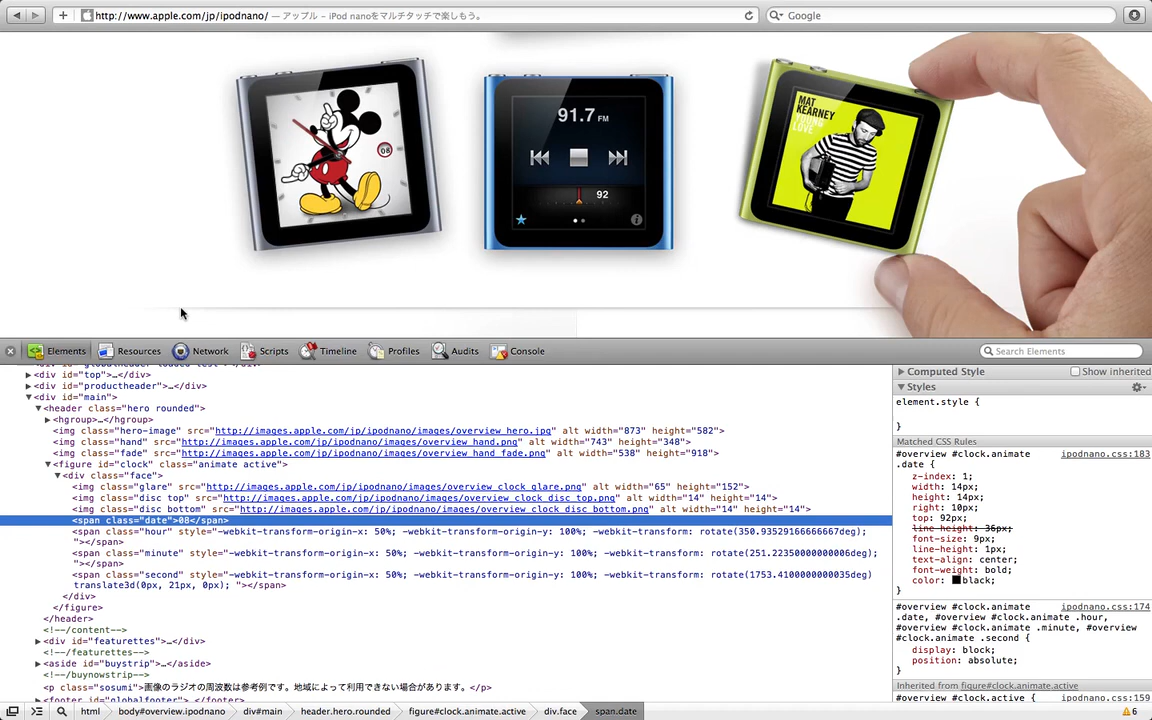 http://www.apple.com/jp/ipodnano/ — アップル - iPod nanoをマルチタッチで楽しもう。
Google
08
91.7 FM
92
MAT
KEARNEY
YOUNG
LOVE
Elements
Resources
Network
Scripts
Timeline
Profiles
Audits
Console
Search Elements
<div id="top">…</div>
<div id="productheader">…</div>
<div id="main">
<header class="hero rounded">
<hgroup>…</hgroup>
<img class="hero-image" src="http://images.apple.com/jp/ipodnano/images/overview_hero.jpg" alt width="873" height="582">
<img class="hand" src="http://images.apple.com/jp/ipodnano/images/overview_hand.png" alt width="743" height="348">
<img class="fade" src="http://images.apple.com/jp/ipodnano/images/overview_hand_fade.png" alt width="538" height="918">
<figure id="clock" class="animate active">
<div class="face">
<img class="glare" src="http://images.apple.com/jp/ipodnano/images/overview_clock_glare.png" alt width="65" height="152">
<img class="disc top" src="http://images.apple.com/jp/ipodnano/images/overview_clock_disc_top.png" alt width="14" height="14">
<img class="disc bottom" src="http://images.apple.com/jp/ipodnano/images/overview_clock_disc_bottom.png" alt width="14" height="14">
<span class="date">08</span>
<span class="hour" style="-webkit-transform-origin-x: 50%; -webkit-transform-origin-y: 100%; -webkit-transform: rotate(350.93529166666667deg);
"></span>
<span class="minute" style="-webkit-transform-origin-x: 50%; -webkit-transform-origin-y: 100%; -webkit-transform: rotate(251.2235000000006deg);
"></span>
<span class="second" style="-webkit-transform-origin-x: 50%; -webkit-transform-origin-y: 100%; -webkit-transform: rotate(1753.4100000000035deg)
translate3d(0px, 21px, 0px); "></span>
</div>
</figure>
</header>
<!--/content-->
<div id="featurettes">…</div>
<!--/featurettes-->
<aside id="buystrip">…</aside>
<!--/buynowstrip-->
<p class="sosumi">画像のラジオの周波数は参考例です。地域によって利用できない場合があります。</p>
<footer id="globalfooter">…</footer>
Computed Style
Show inherited
Styles
element.style {
}
Matched CSS Rules
#overview #clock.animate ipodnano.css:183
.date {
z-index: 1;
width: 14px;
height: 14px;
right: 10px;
top: 92px;
line-height: 36px;
font-size: 9px;
line-height: 1px;
text-align: center;
font-weight: bold;
color: black;
}
#overview #clock.animate ipodnano.css:174
.date, #overview
#clock.animate .hour,
#overview #clock.animate .minute, #overview
#clock.animate .second {
display: block;
position: absolute;
}
Inherited from figure#clock.animate.active
#overview #clock.active { ipodnano.css:159
html
body#overview.ipodnano
div#main
header.hero.rounded
figure#clock.animate.active
div.face
span.date
6